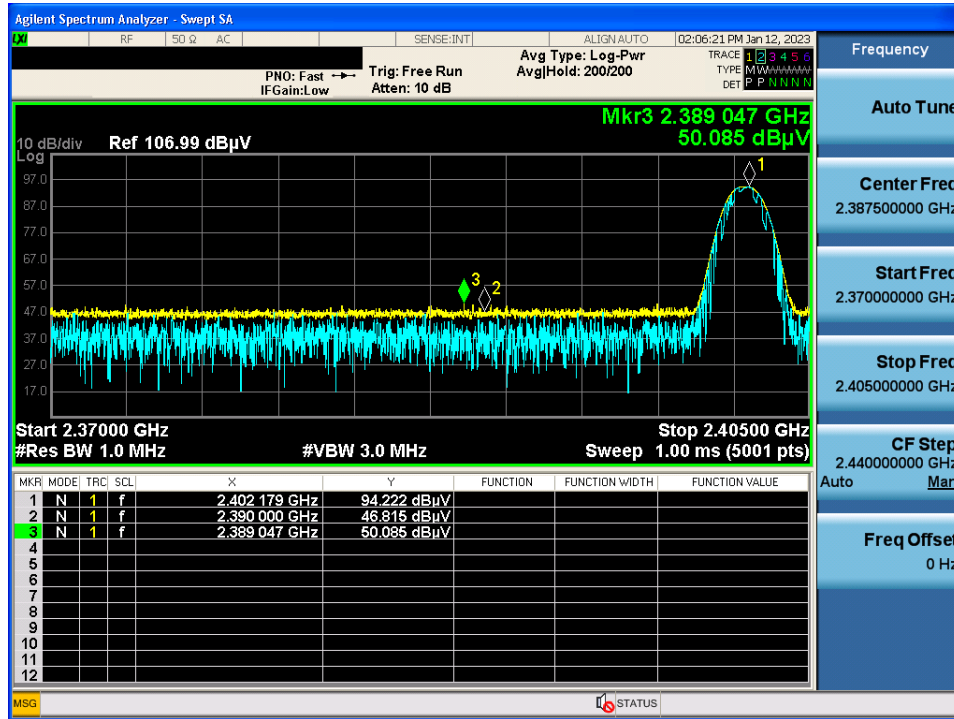 Agilent Spectrum Analyzer - Swept SA
LXI RF 50 Ω AC SENSE:INT ALIGN AUTO 02:06:21 PM Jan 12, 2023
PNO: Fast Trig: Free Run Avg Type: Log-Pwr TRACE 1 2 3 4 5 6
IFGain:Low Atten: 10 dB Avg|Hold: 200/200 TYPE M W W W W W
DET P P N N N N
Mkr3 2.389 047 GHz
50.085 dBµV
10 dB/div Ref 106.99 dBµV
Log
97.0
87.0
77.0
67.0
57.0
47.0
37.0
27.0
17.0
1
3
2
Start 2.37000 GHz Stop 2.40500 GHz
#Res BW 1.0 MHz #VBW 3.0 MHz Sweep 1.00 ms (5001 pts)
MKR MODE TRC SCL X Y FUNCTION FUNCTION WIDTH FUNCTION VALUE
1 N 1 f 2.402 179 GHz 94.222 dBµV
2 N 1 f 2.390 000 GHz 46.815 dBµV
3 N 1 f 2.389 047 GHz 50.085 dBµV
4
5
6
7
8
9
10
11
12
MSG STATUS
Frequency
Auto Tune
Center Freq
2.387500000 GHz
Start Freq
2.370000000 GHz
Stop Freq
2.405000000 GHz
CF Step
2.440000000 GHz
Auto Man
Freq Offset
0 Hz